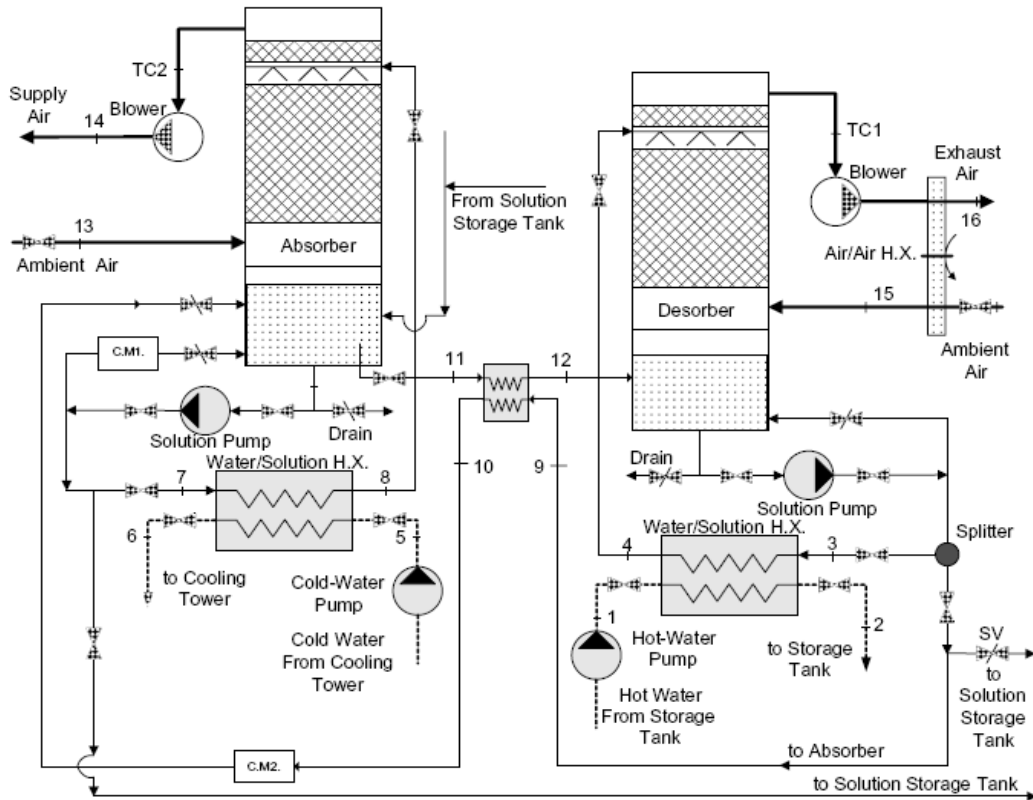 TC2
Supply
Air
14
Blower
13
Ambient Air
Absorber
From Solution
Storage Tank
TC1
Blower
Exhaust
Air
16
Air/Air H.X.
15
Desorber
Ambient
Air
C.M1.
11
12
Solution Pump
Drain
10
9
Water/Solution H.X.
7
8
6
5
to Cooling
Tower
Cold-Water
Pump
Cold Water
From Cooling
Tower
Drain
Solution Pump
Water/Solution H.X.
4
3
Splitter
1
2
Hot-Water
Pump
to Storage
Tank
Hot Water
From Storage
Tank
SV
to
Solution
Storage
Tank
C.M2.
to Absorber
to Solution Storage Tank